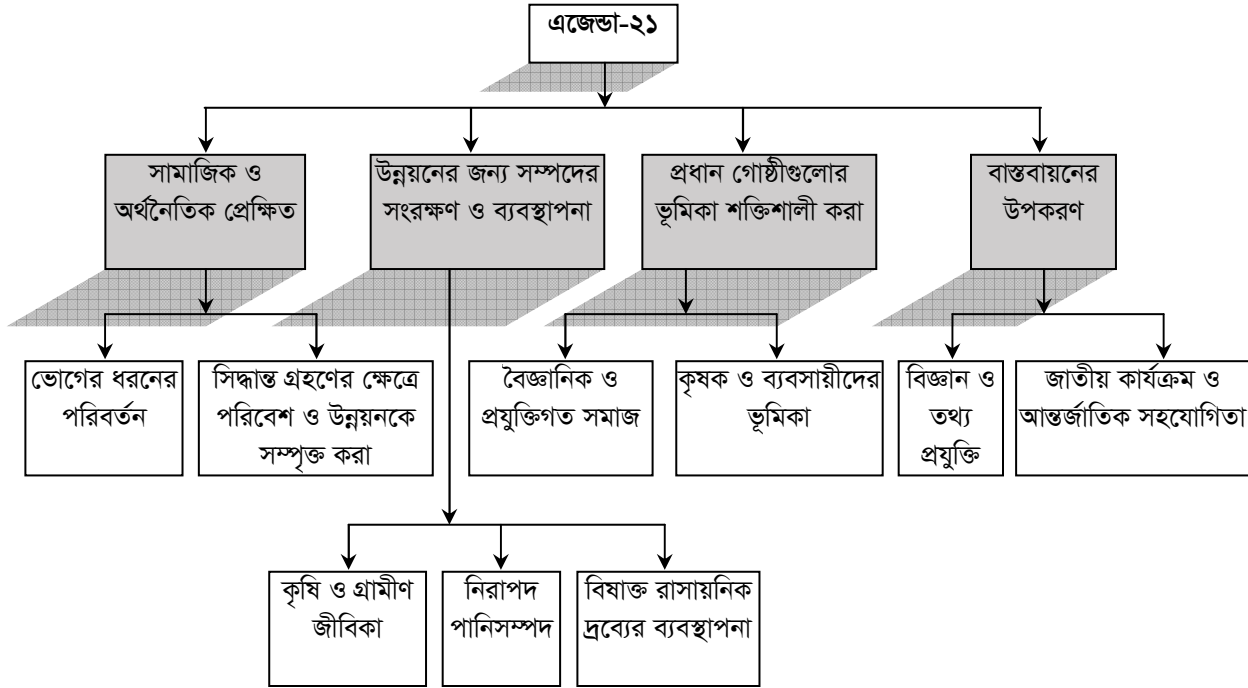 এজেন্ডা-২১
সামাজিক ও
অর্থনৈতিক প্রেক্ষিত
উন্নয়নের জন্য সম্পদের
সংরক্ষণ ও ব্যবস্থাপনা
প্রধান গোষ্ঠীগুলোর
ভূমিকা শক্তিশালী করা
বাস্তবায়নের
উপকরণ
ভোগের ধরনের
পরিবর্তন
সিদ্ধান্ত গ্রহণের ক্ষেত্রে
পরিবেশ ও উন্নয়নকে
সম্পৃক্ত করা
বৈজ্ঞানিক ও
প্রযুক্তিগত সমাজ
কৃষক ও ব্যবসায়ীদের
ভূমিকা
বিজ্ঞান ও
তথ্য
প্রযুক্তি
জাতীয় কার্যক্রম ও
আন্তর্জাতিক সহযোগিতা
কৃষি ও গ্রামীণ
জীবিকা
নিরাপদ
পানিসম্পদ
বিষাক্ত রাসায়নিক
দ্রব্যের ব্যবস্থাপনা